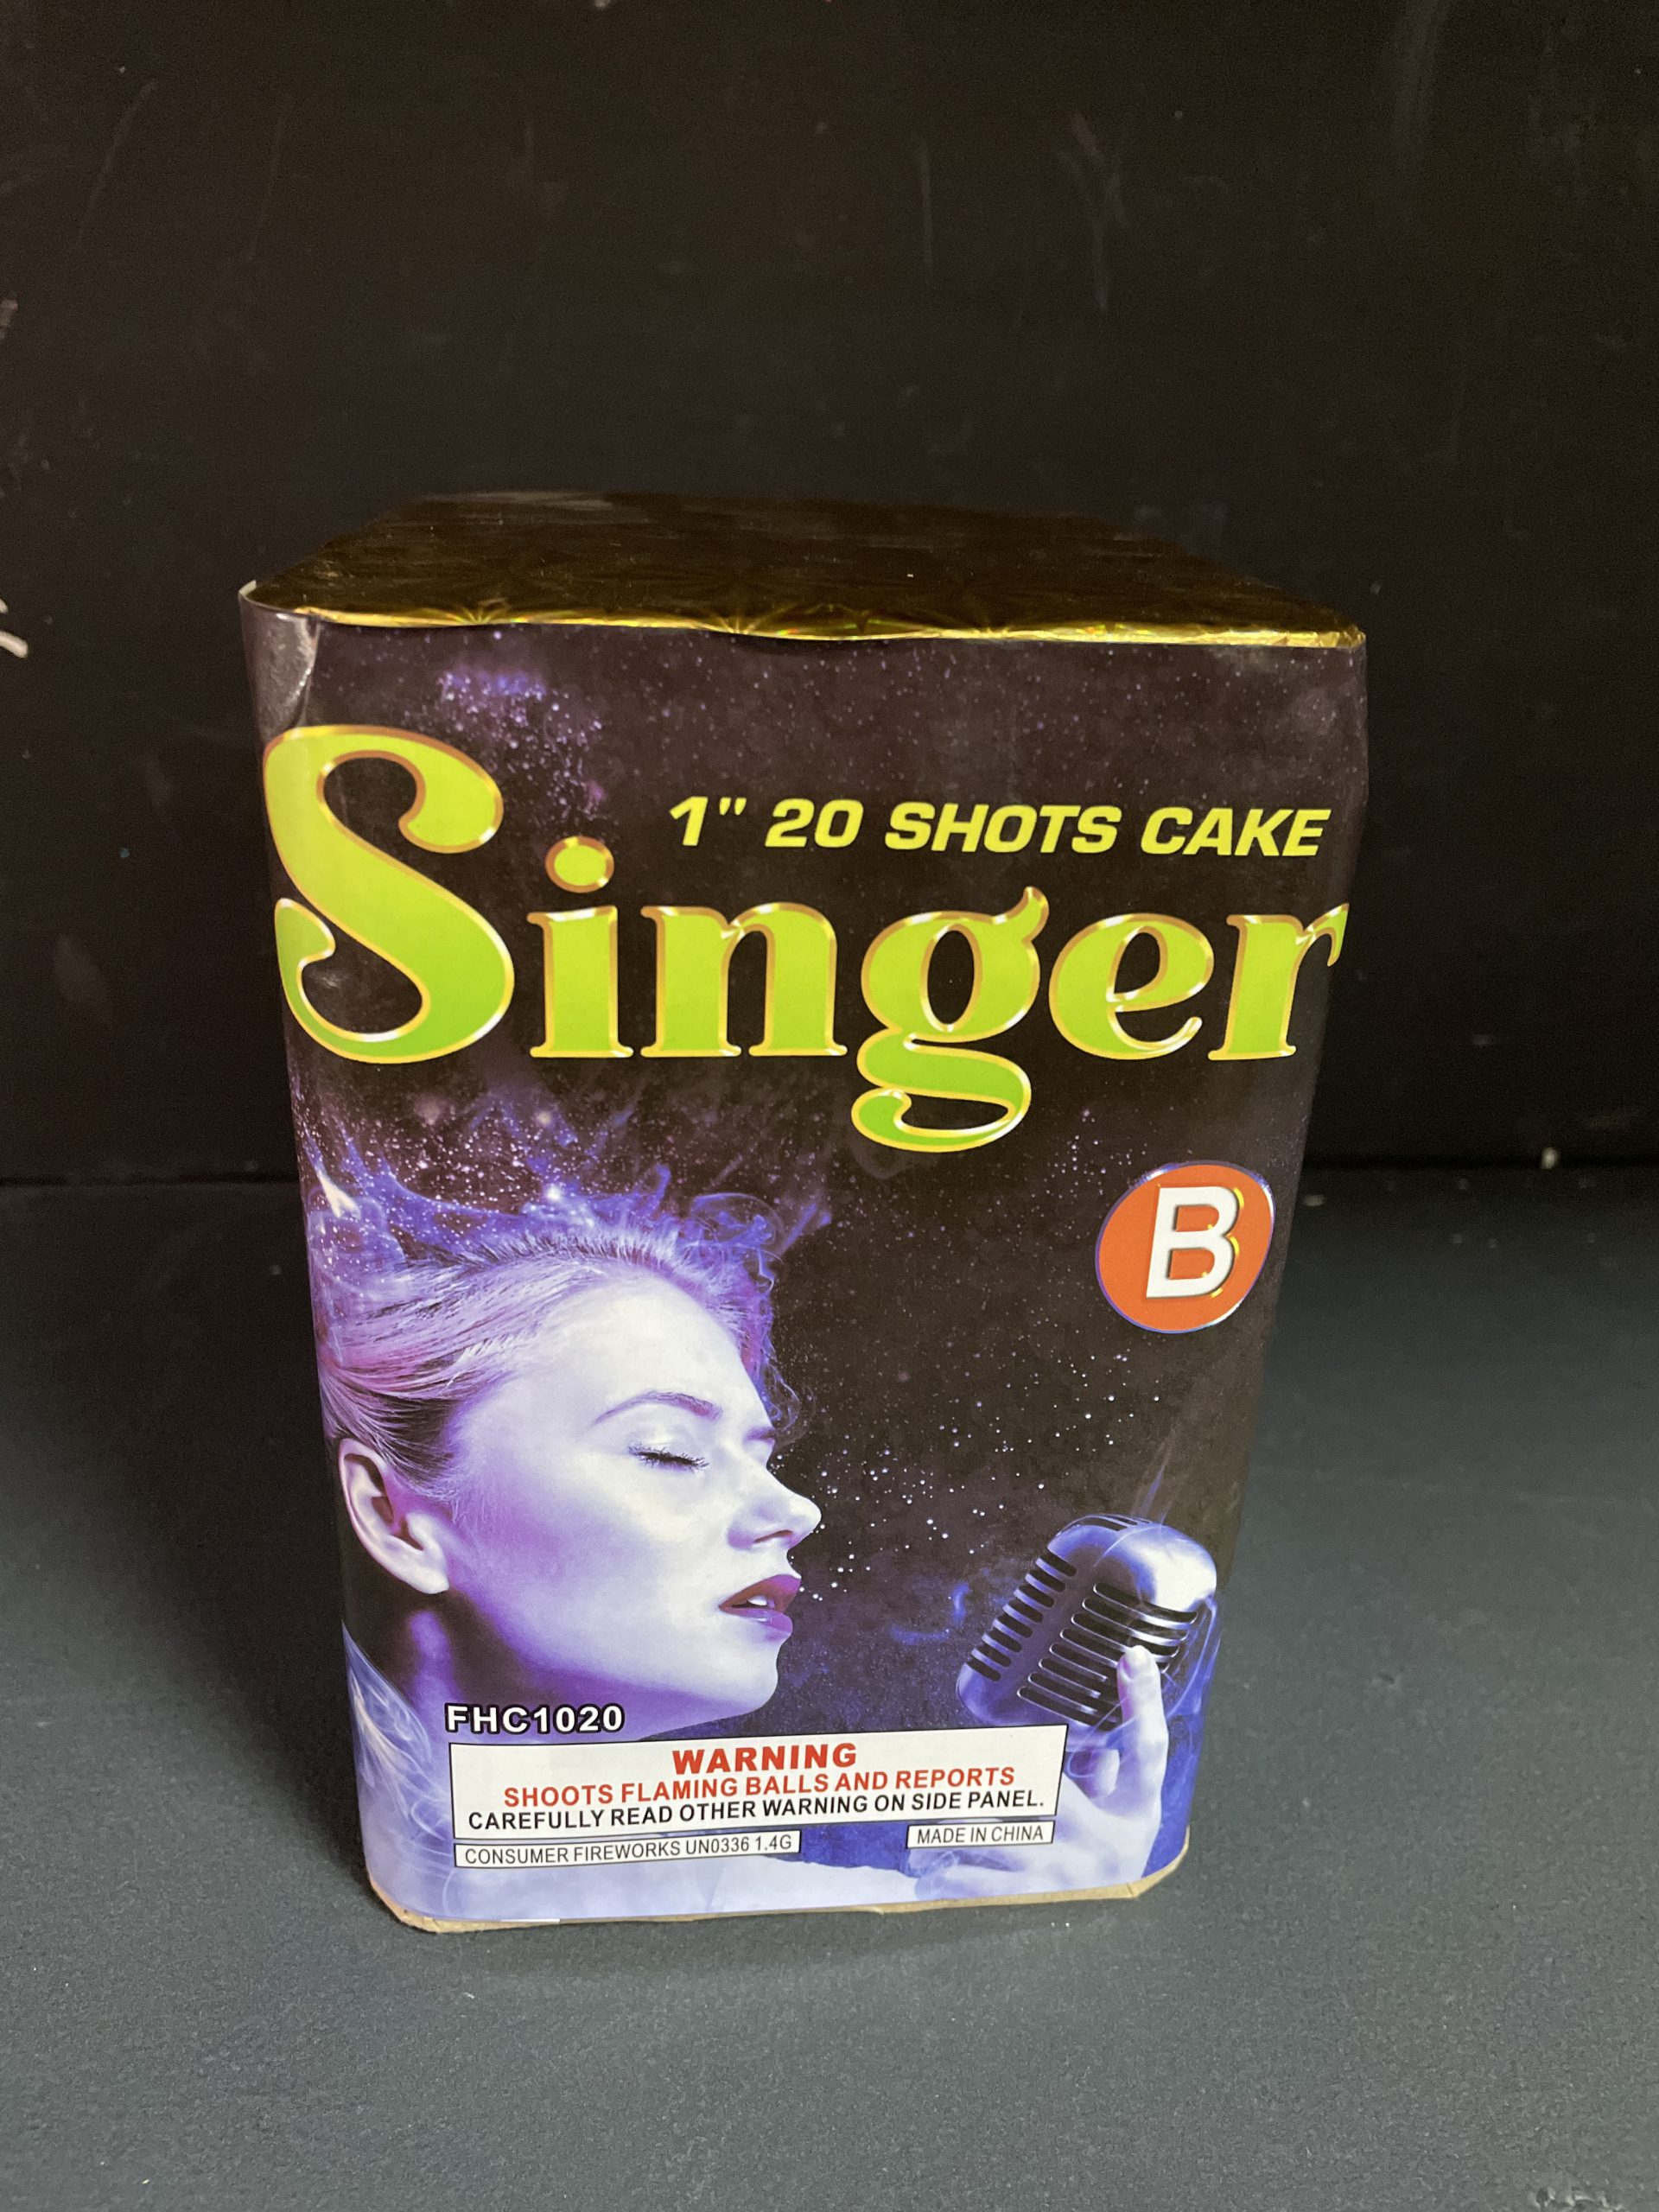 1" 20 SHOTS CAKE
Singer
B
FHC1020
WARNING
SHOOTS FLAMING BALLS AND REPORTS
CAREFULLY READ OTHER WARNING ON SIDE PANEL.
CONSUMER FIREWORKS UN0336 1.4G
MADE IN CHINA